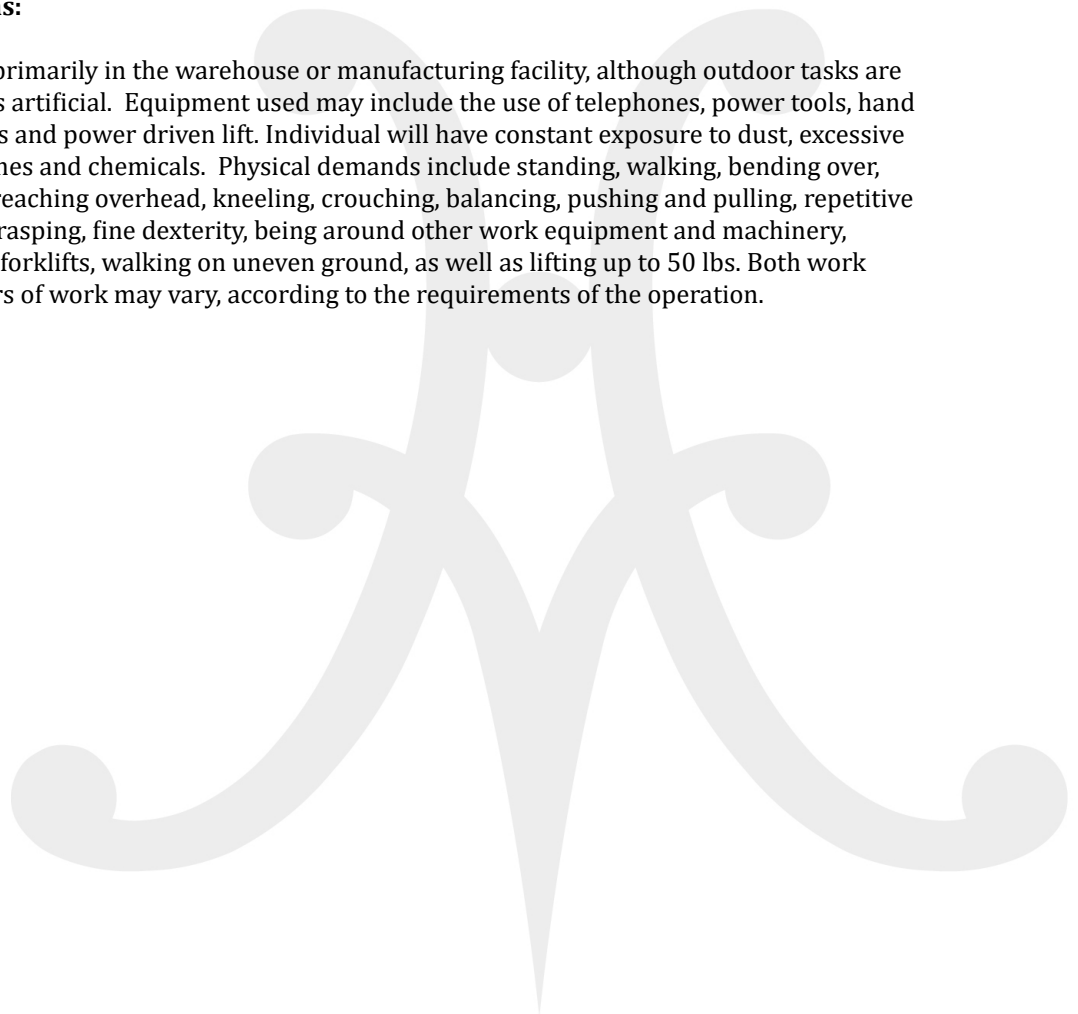 s:
primarily in the warehouse or manufacturing facility, although outdoor tasks are
s artificial.  Equipment used may include the use of telephones, power tools, hand
s and power driven lift. Individual will have constant exposure to dust, excessive
nes and chemicals.  Physical demands include standing, walking, bending over,
reaching overhead, kneeling, crouching, balancing, pushing and pulling, repetitive
rasping, fine dexterity, being around other work equipment and machinery,
forklifts, walking on uneven ground, as well as lifting up to 50 lbs. Both work
rs of work may vary, according to the requirements of the operation.